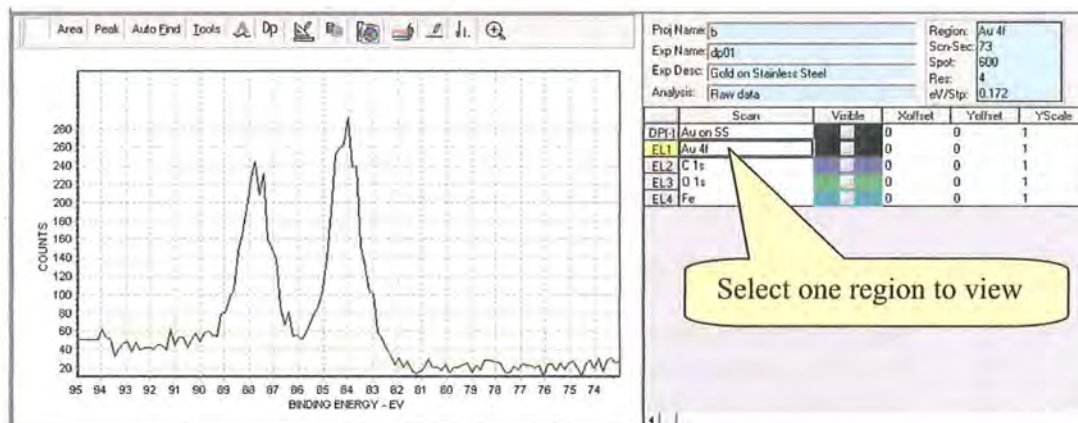 Area Peak Auto Find Tools Dp
Proj Name: b
Exp Name: dp01
Exp Desc: Gold on Stainless Steel
Analysis: Raw data
Region: Au 4f
Scn-Sec: 73
Spot: 600
Res: 4
eV/Stp: 0.172
Scan Visible Xoffset Yoffset YScale
DPI-1 Au on SS 0 0 1
EL1 Au 4f 0 0 1
EL2 C 1s 0 0 1
EL3 O 1s 0 0 1
EL4 Fe 0 0 1
Select one region to view
COUNTS
260
240
220
200
180
160
140
120
100
80
60
40
20
95 94 93 92 91 90 89 88 87 86 85 84 83 82 81 80 79 78 77 76 75 74
BINDING ENERGY - EV